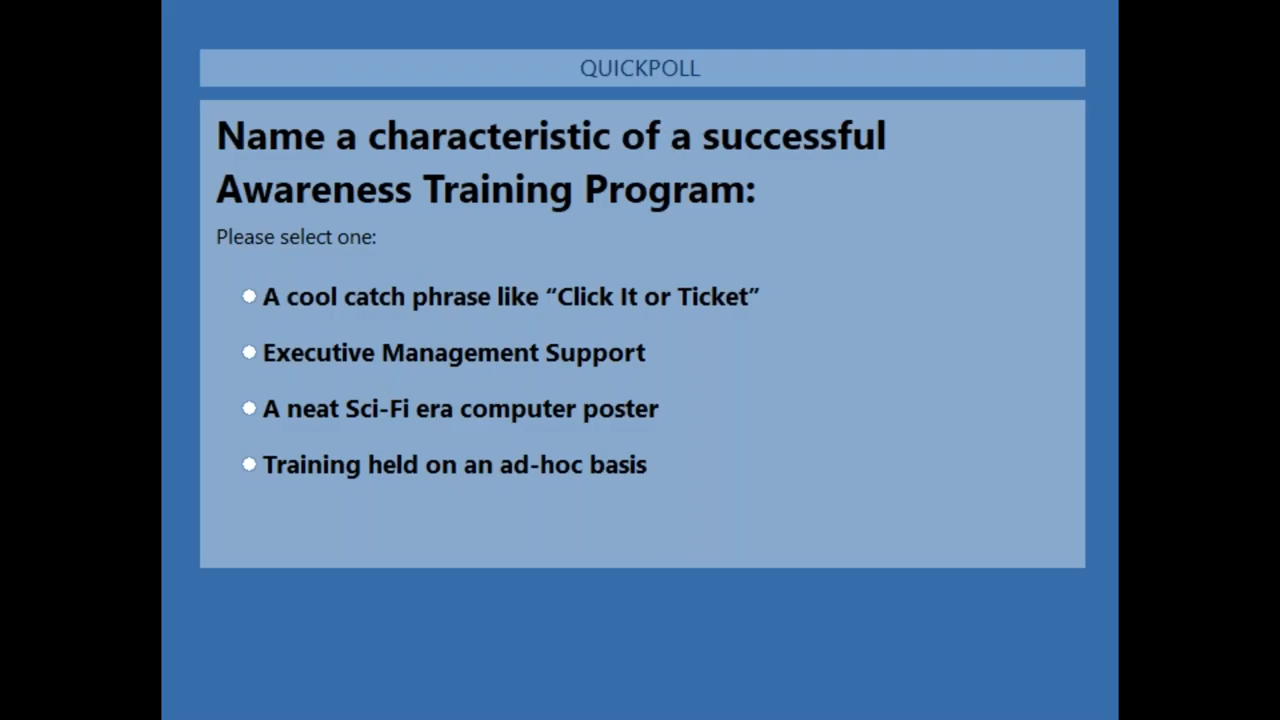 QUICKPOLL
Name a characteristic of a successful
Awareness Training Program:
Please select one:
A cool catch phrase like “Click It or Ticket”
Executive Management Support
A neat Sci-Fi era computer poster
Training held on an ad-hoc basis